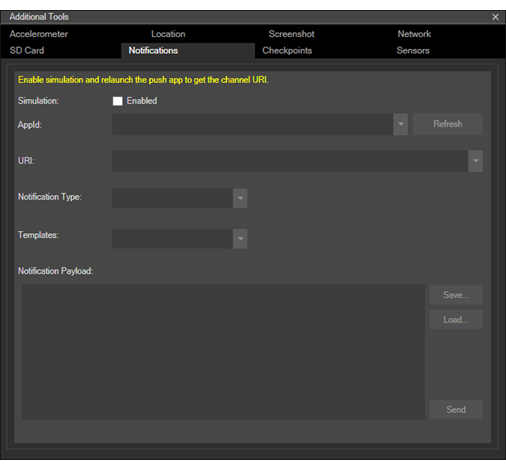 Additional Tools
Accelerometer Location Screenshot Network
SD Card Notifications Checkpoints Sensors
Enable simulation and relaunch the push app to get the channel URI.
Simulation: Enabled
AppId: Refresh
URI:
Notification Type:
Templates:
Notification Payload:
Save...
Load...
Send